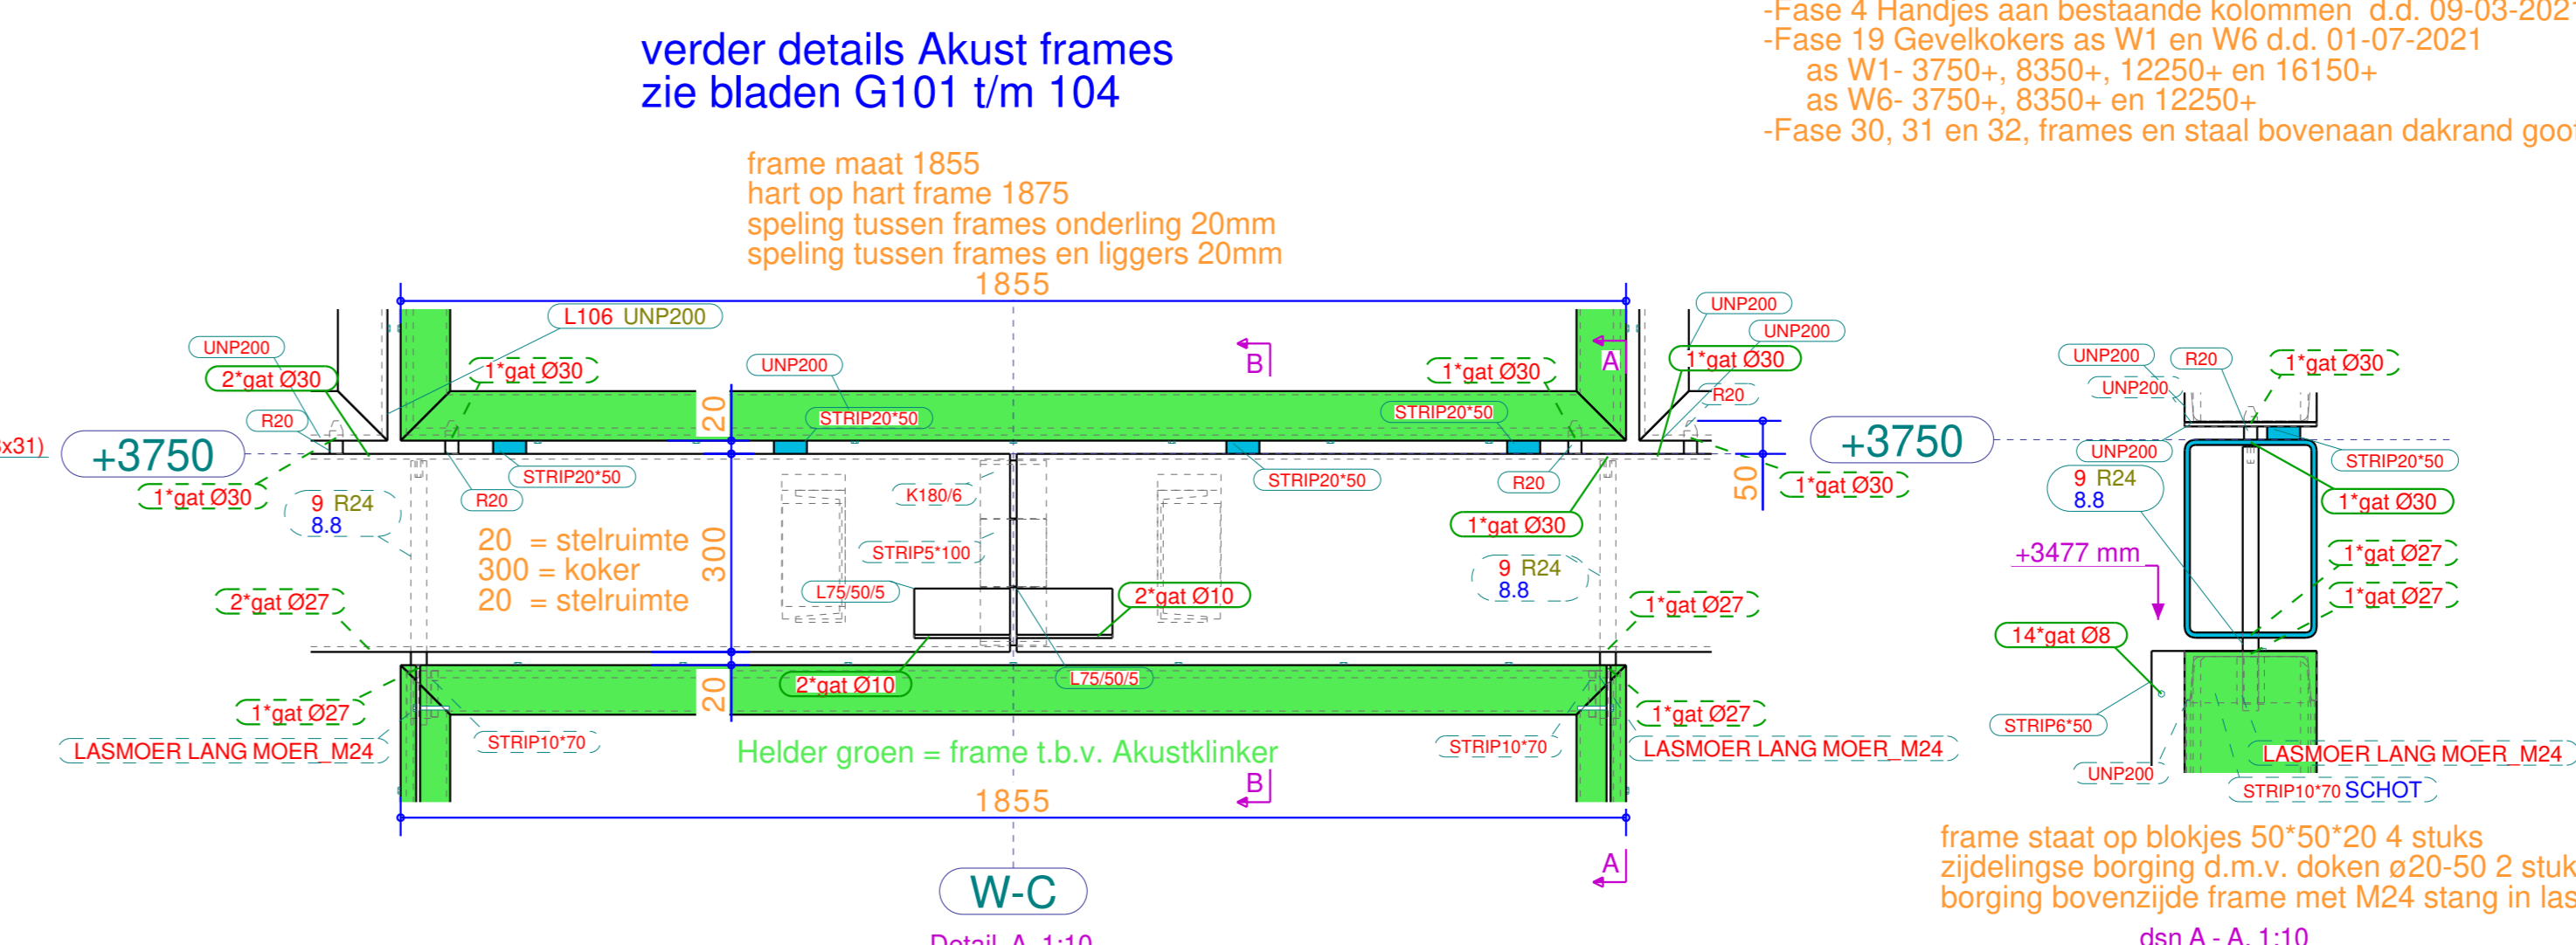 -Fase 4 Handjes aan bestaande kolommen d.d. 09-03-2021
-Fase 19 Gevelkokers as W1 en W6 d.d. 01-07-2021
as W1- 3750+, 8350+, 12250+ en 16150+
as W6- 3750+, 8350+ en 12250+
-Fase 30, 31 en 32, frames en staal bovenaan dakrand goot
verder details Akust frames
zie bladen G101 t/m 104
frame maat 1855
hart op hart frame 1875
speling tussen frames onderling 20mm
speling tussen frames en liggers 20mm
1855
L106 UNP200
UNP200
2*gat Ø30
R20
1*gat Ø30
UNP200
STRIP20*50
B
1*gat Ø30
STRIP20*50
A
UNP200
UNP200
1*gat Ø30
R20
x31)
+3750
1*gat Ø30
20
STRIP20*50
R20
9 R24
8.8
K180/6
STRIP20*50
R20
1*gat Ø30
50
1*gat Ø30
+3750
20 = stelruimte
300 = koker
20 = stelruimte
300
STRIP5*100
L75/50/5
2*gat Ø10
9 R24
8.8
2*gat Ø27
1*gat Ø27
2*gat Ø10
L75/50/5
20
1*gat Ø27
LASMOER LANG MOER_M24
STRIP10*70
Helder groen = frame t.b.v. Akustklinker
STRIP10*70
1*gat Ø27
LASMOER LANG MOER_M24
B
1855
A
W-C
Detail A 1:10
UNP200
R20
1*gat Ø30
UNP200
UNP200
STRIP20*50
9 R24
8.8
1*gat Ø30
+3477 mm
1*gat Ø27
1*gat Ø27
14*gat Ø8
STRIP6*50
UNP200
LASMOER LANG MOER_M24
STRIP10*70 SCHOT
frame staat op blokjes 50*50*20 4 stuks
zijdelingse borging d.m.v. doken ø20-50 2 stuk
borging bovenzijde frame met M24 stang in las
dsn A - A, 1:10